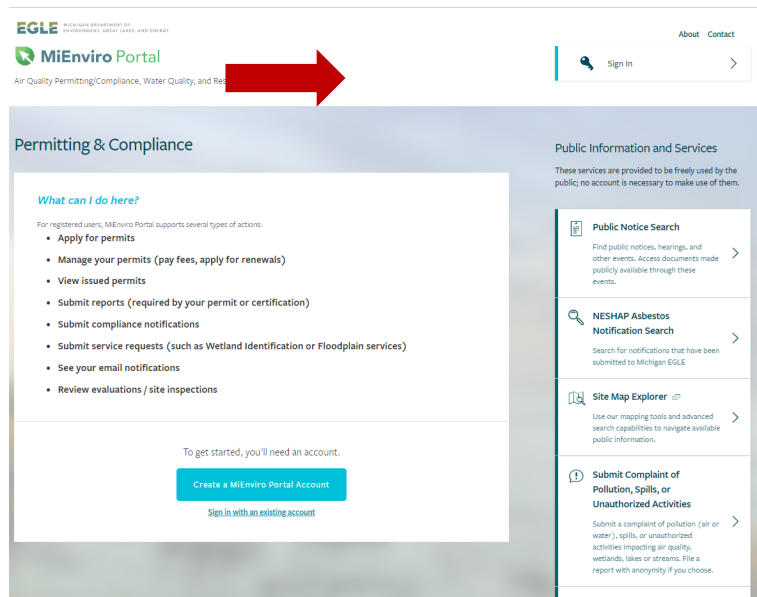 EGLE MICHIGAN DEPARTMENT OF
ENVIRONMENT, GREAT LAKES, AND ENERGY
About Contact
MiEnviro Portal
Sign In
Air Quality Permitting/Compliance, Water Quality, and Res
Permitting & Compliance
What can I do here?
For registered users, MiEnviro Portal supports several types of actions:
• Apply for permits
• Manage your permits (pay fees, apply for renewals)
• View issued permits
• Submit reports (required by your permit or certification)
• Submit compliance notifications
• Submit service requests (such as Wetland Identification or Floodplain services)
• See your email notifications
• Review evaluations / site inspections
To get started, you'll need an account.
Create a MiEnviro Portal Account
Sign in with an existing account
Public Information and Services
These services are provided to be freely used by the
public; no account is necessary to make use of them.
Public Notice Search
Find public notices, hearings, and
other events. Access documents made
publicly available through these
events.
NESHAP Asbestos
Notification Search
Search for notifications that have been
submitted to Michigan EGLE
Site Map Explorer
Use our mapping tools and advanced
search capabilities to navigate available
public information.
Submit Complaint of
Pollution, Spills, or
Unauthorized Activities
Submit a complaint of pollution (air or
water), spills, or unauthorized
activities impacting air quality,
wetlands, lakes or streams. File a
report with anonymity if you choose.